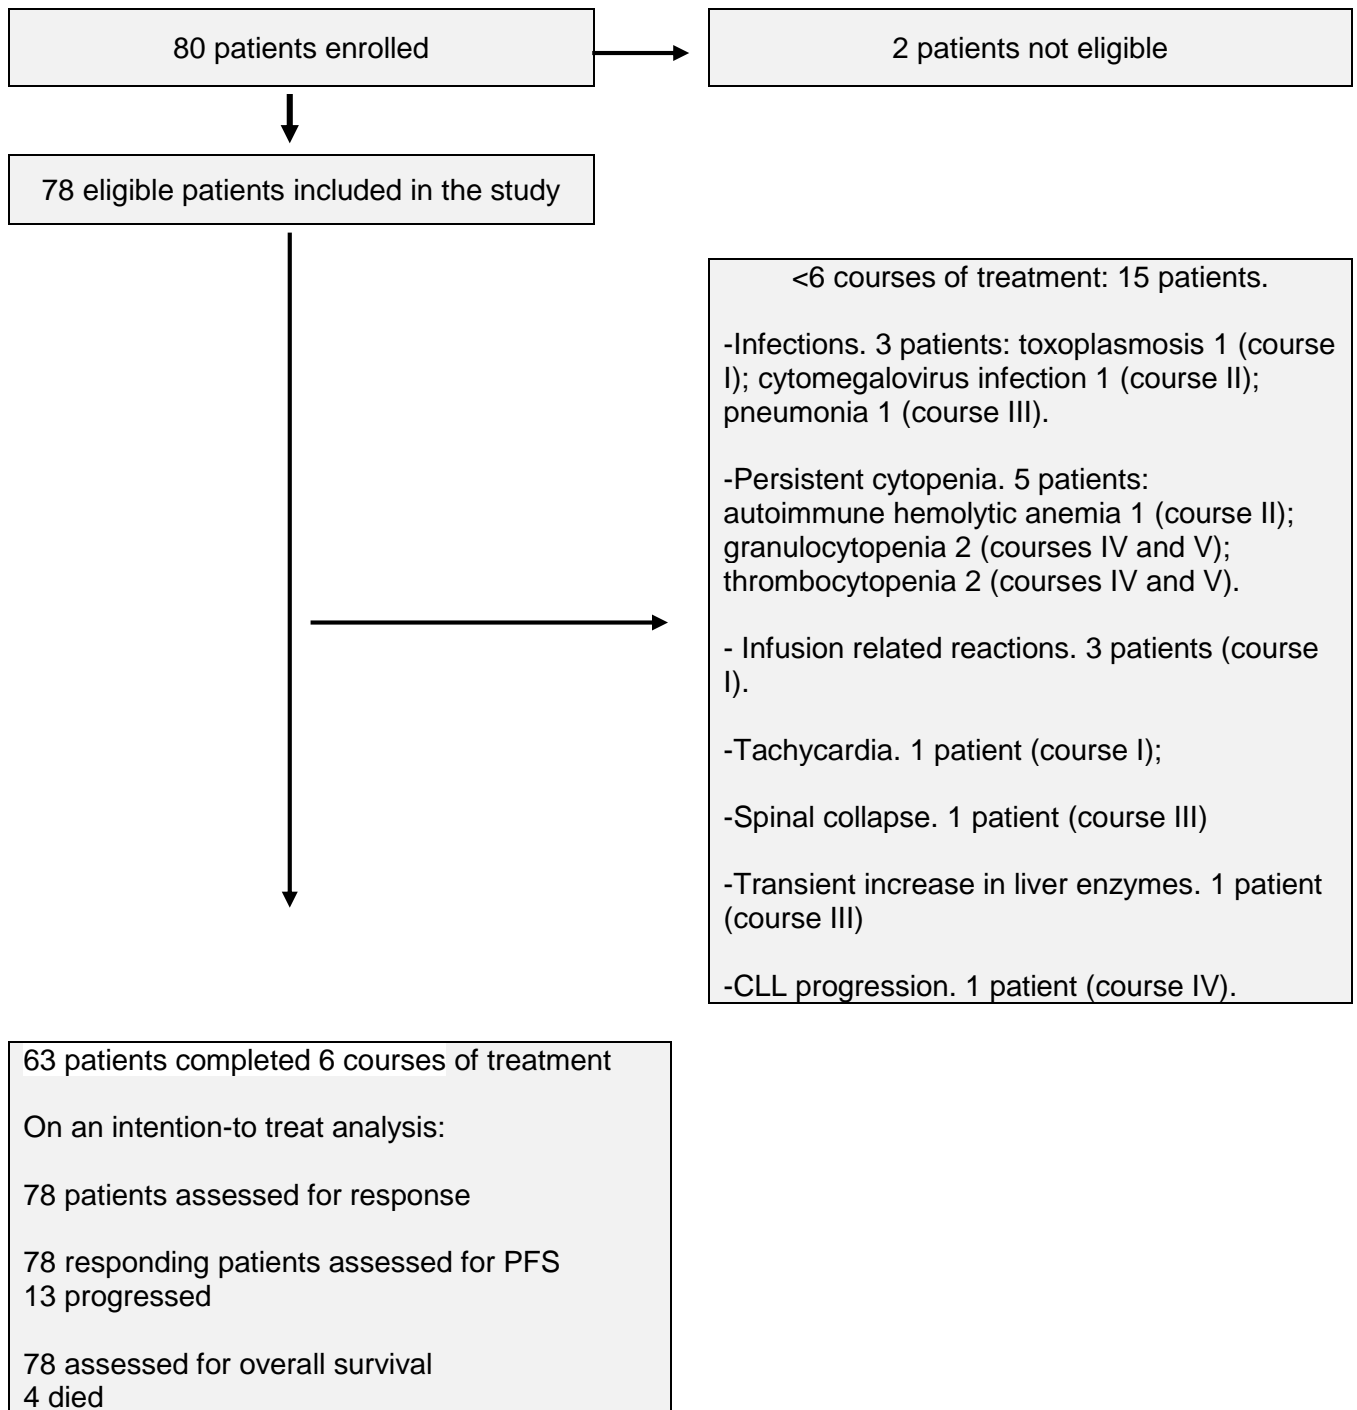 80 patients enrolled
2 patients not eligible
78 eligible patients included in the study
<6 courses of treatment: 15 patients.
-Infections. 3 patients: toxoplasmosis 1 (course
I); cytomegalovirus infection 1 (course II);
pneumonia 1 (course III).
-Persistent cytopenia. 5 patients:
autoimmune hemolytic anemia 1 (course II);
granulocytopenia 2 (courses IV and V);
thrombocytopenia 2 (courses IV and V).
- Infusion related reactions. 3 patients (course
I).
-Tachycardia. 1 patient (course I);
-Spinal collapse. 1 patient (course III)
-Transient increase in liver enzymes. 1 patient
(course III)
-CLL progression. 1 patient (course IV).
63 patients completed 6 courses of treatment
On an intention-to treat analysis:
78 patients assessed for response
78 responding patients assessed for PFS
13 progressed
78 assessed for overall survival
4 died